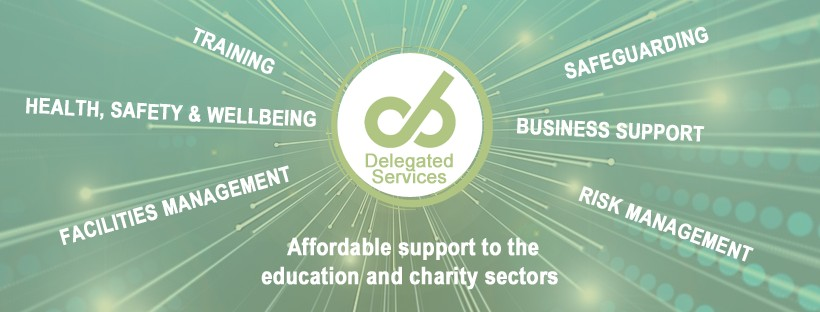 TRAINING
HEALTH, SAFETY & WELLBEING
FACILITIES MANAGEMENT
Delegated
Services
SAFEGUARDING
BUSINESS SUPPORT
RISK MANAGEMENT
Affordable support to the
education and charity sectors